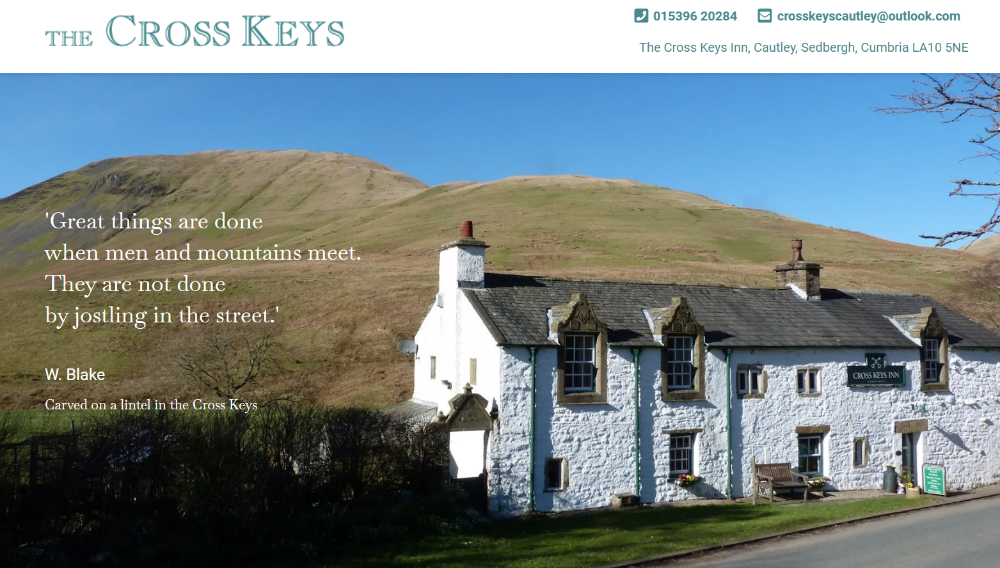 THE CROSS KEYS
015396 20284
crosskeyscautley@outlook.com
The Cross Keys Inn, Cautley, Sedbergh, Cumbria LA10 5NE
'Great things are done
when men and mountains meet.
They are not done
by jostling in the street.'
W. Blake
Carved on a lintel in the Cross Keys
CROSS KEYS INN